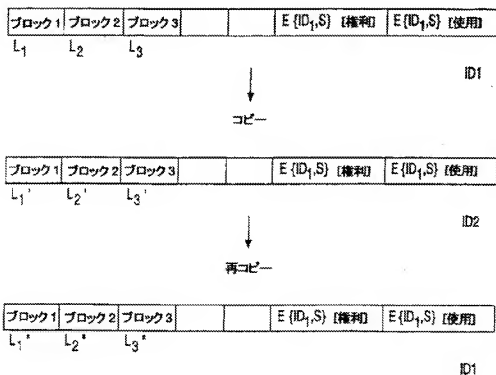 ブロック1 ブロック2 ブロック3 E{ID₁,S} [権利] E{ID₁,S} [使用]
L₁ L₂ L₃
ID1
コピー
ブロック1 ブロック2 ブロック3 E{ID₁,S} [権利] E{ID₁,S} [使用]
L₁' L₂' L₃'
ID2
再コピー
ブロック1 ブロック2 ブロック3 E{ID₁,S} [権利] E{ID₁,S} [使用]
L₁* L₂* L₃*
ID1